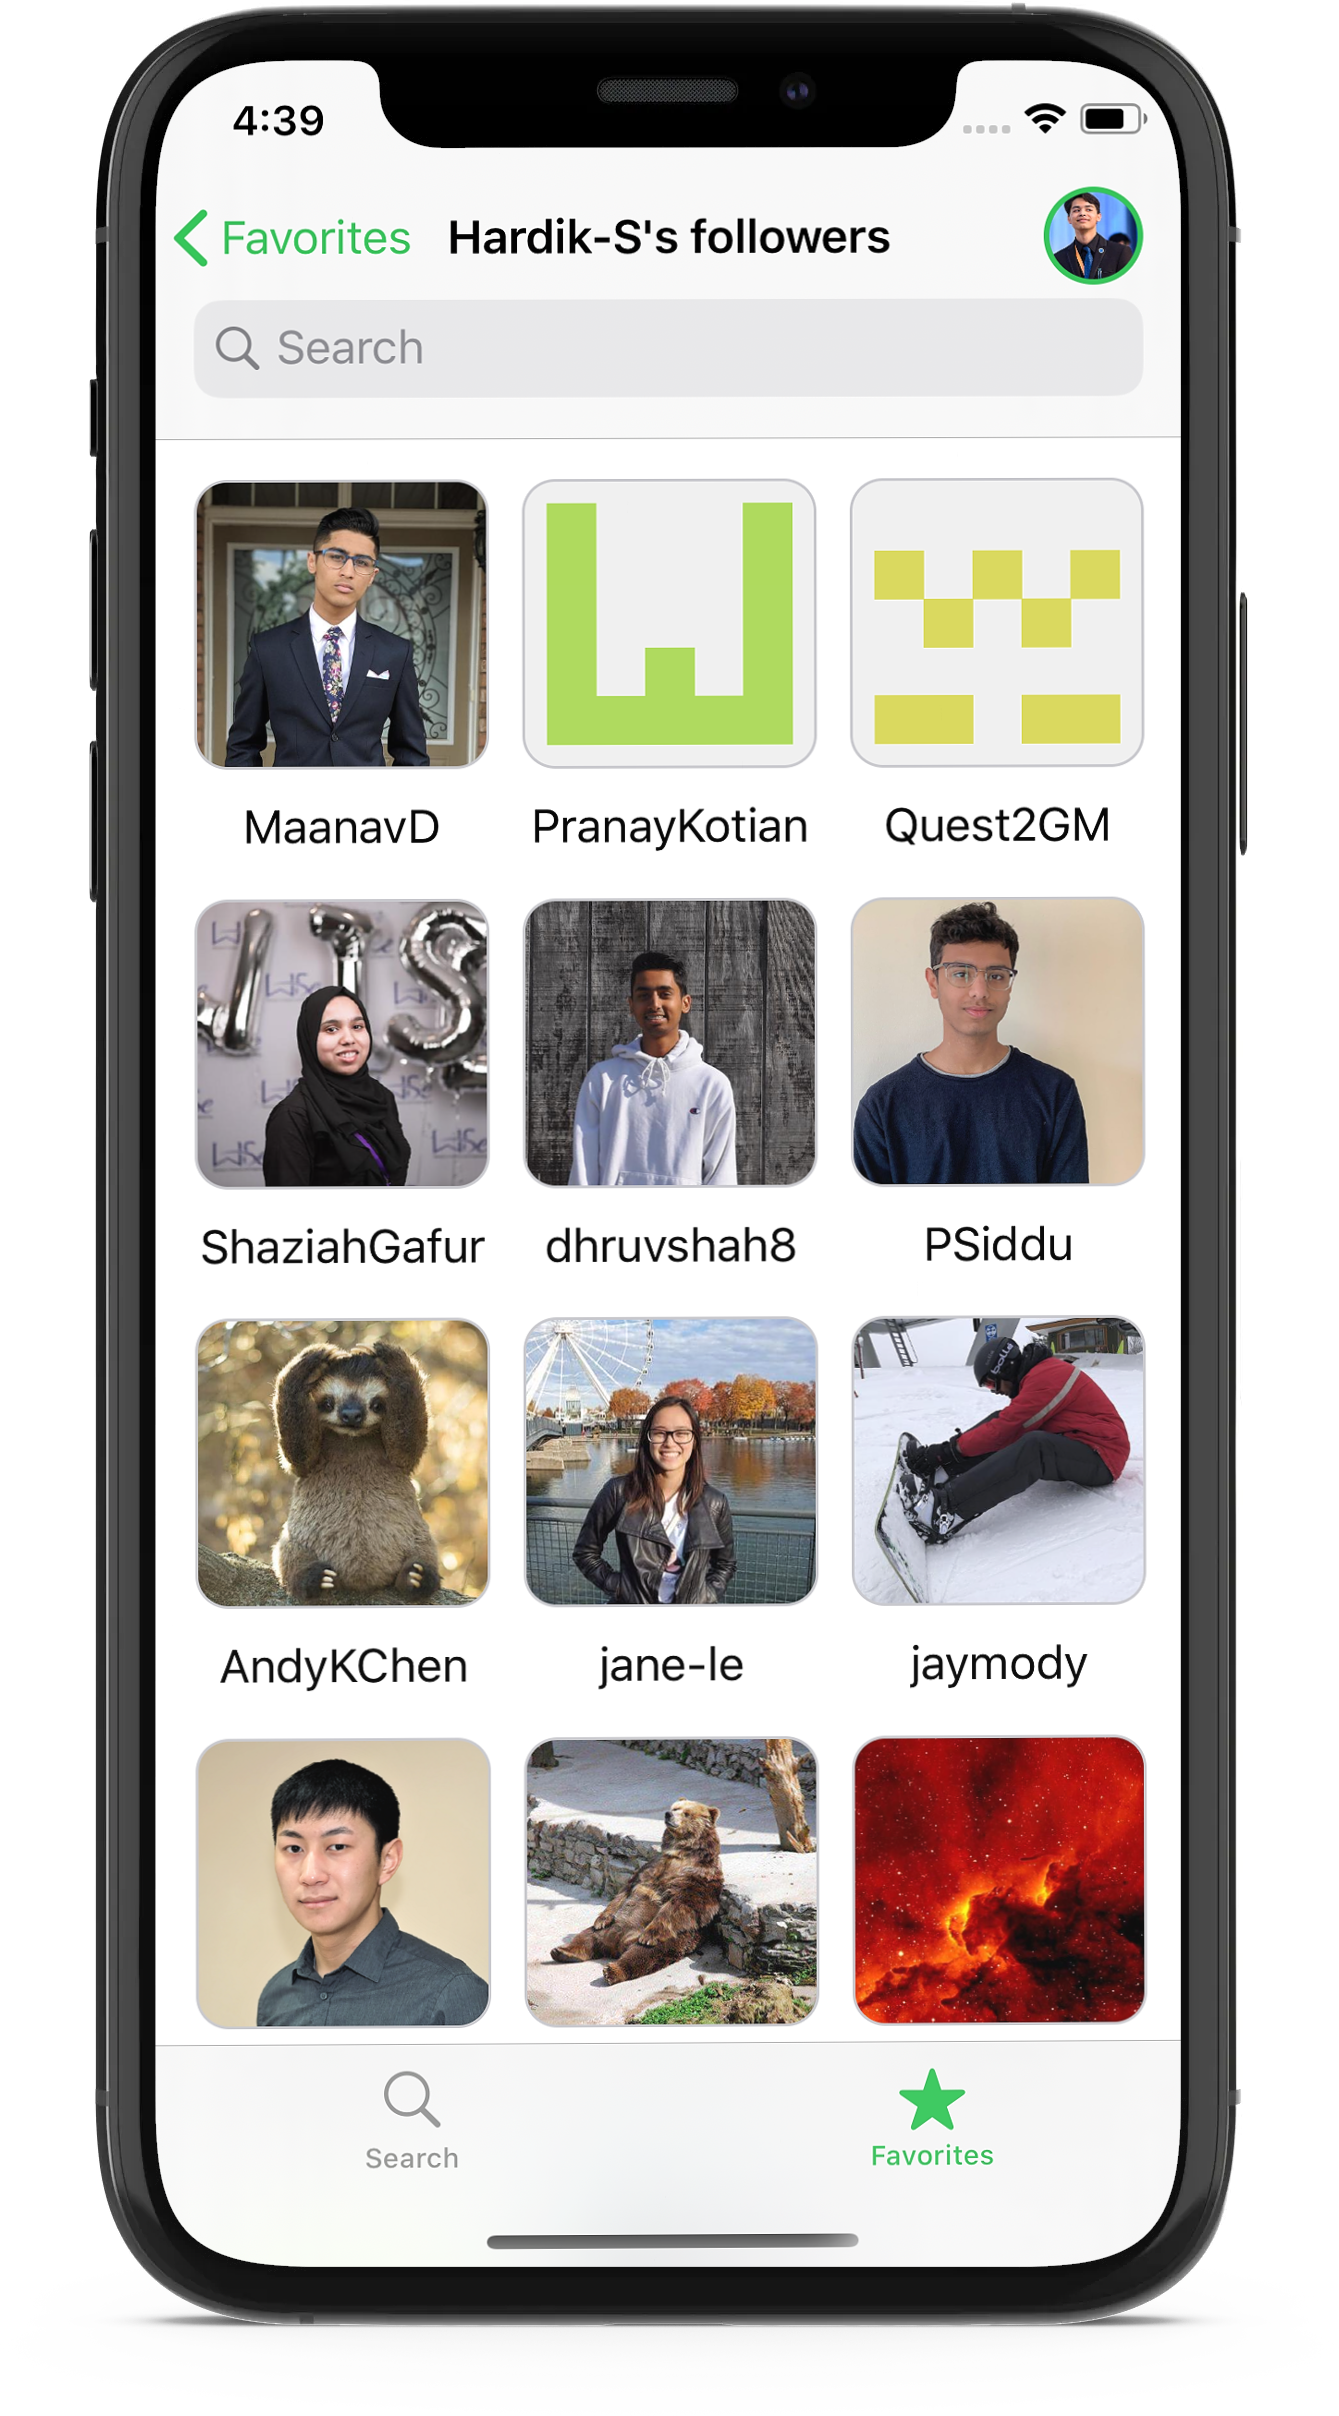 4:39
Favorites Hardik-S's followers
Search
MaanavD PranayKotian Quest2GM
ShaziahGafur dhruvshah8 PSiddu
AndyKChen jane-le jaymody
Search Favorites